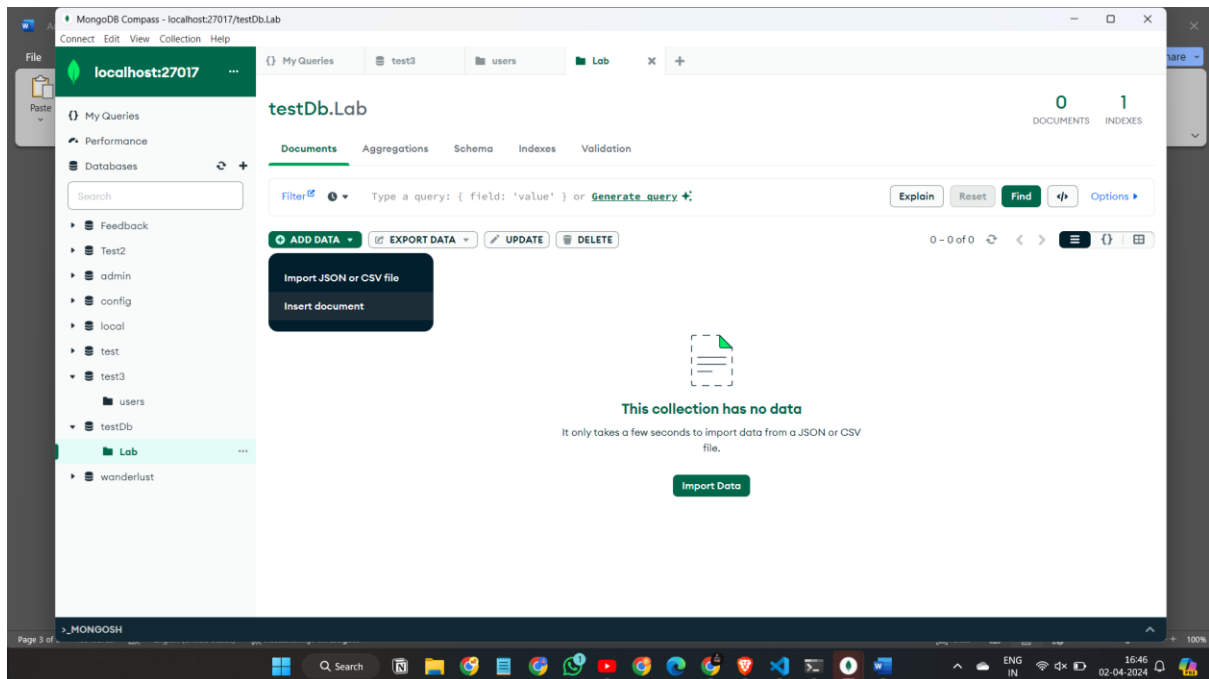 MongoDB Compass - localhost:27017/testDb.Lab
Connect Edit View Collection Help
File
Paste
localhost:27017 ...
{} My Queries
Performance
Databases
Search
Feedback
Test2
admin
config
local
test
test3
users
testDb
Lab
wanderlust
{} My Queries test3 users Lab
testDb.Lab
0 1
DOCUMENTS INDEXES
Documents Aggregations Schema Indexes Validation
Filter Type a query: { field: 'value' } or Generate query Explain Reset Find </> Options
ADD DATA EXPORT DATA UPDATE DELETE 0 – 0 of 0 {}
Import JSON or CSV file
Insert document
This collection has no data
It only takes a few seconds to import data from a JSON or CSV
file.
Import Data
>_MONGOSH
Page 3 of
100%
Search
ENG
IN
16:46
02-04-2024